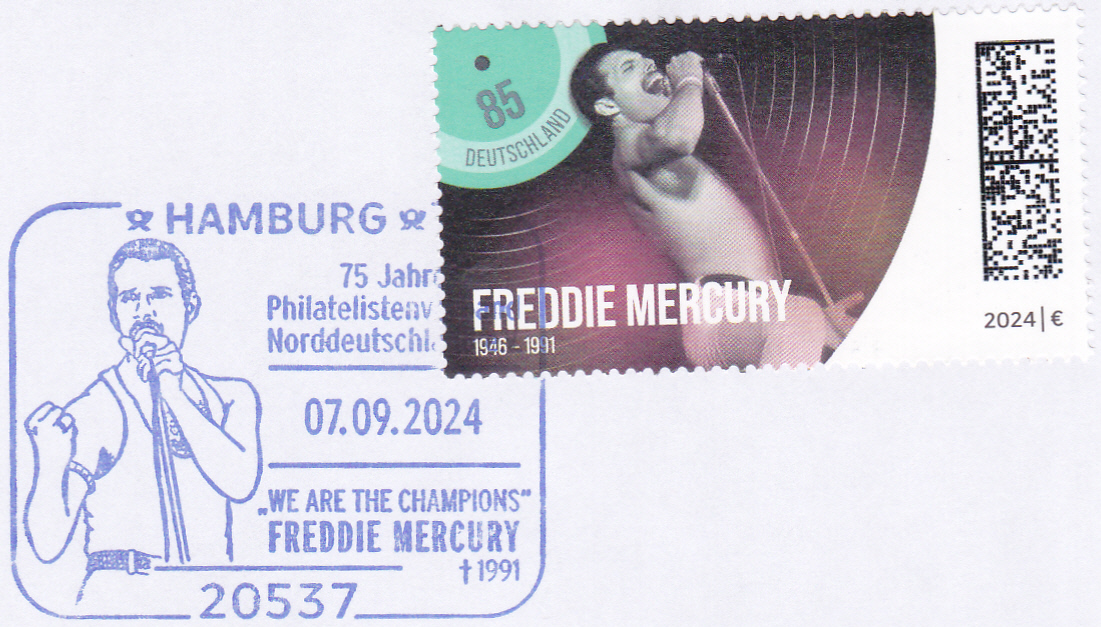 85
DEUTSCHLAND
FREDDIE MERCURY
1946 - 1991
2024 | €
HAMBURG
75 Jahre
Philatelistenv and
Norddeutschl
07.09.2024
„WE ARE THE CHAMPIONS"
FREDDIE MERCURY
† 1991
20537